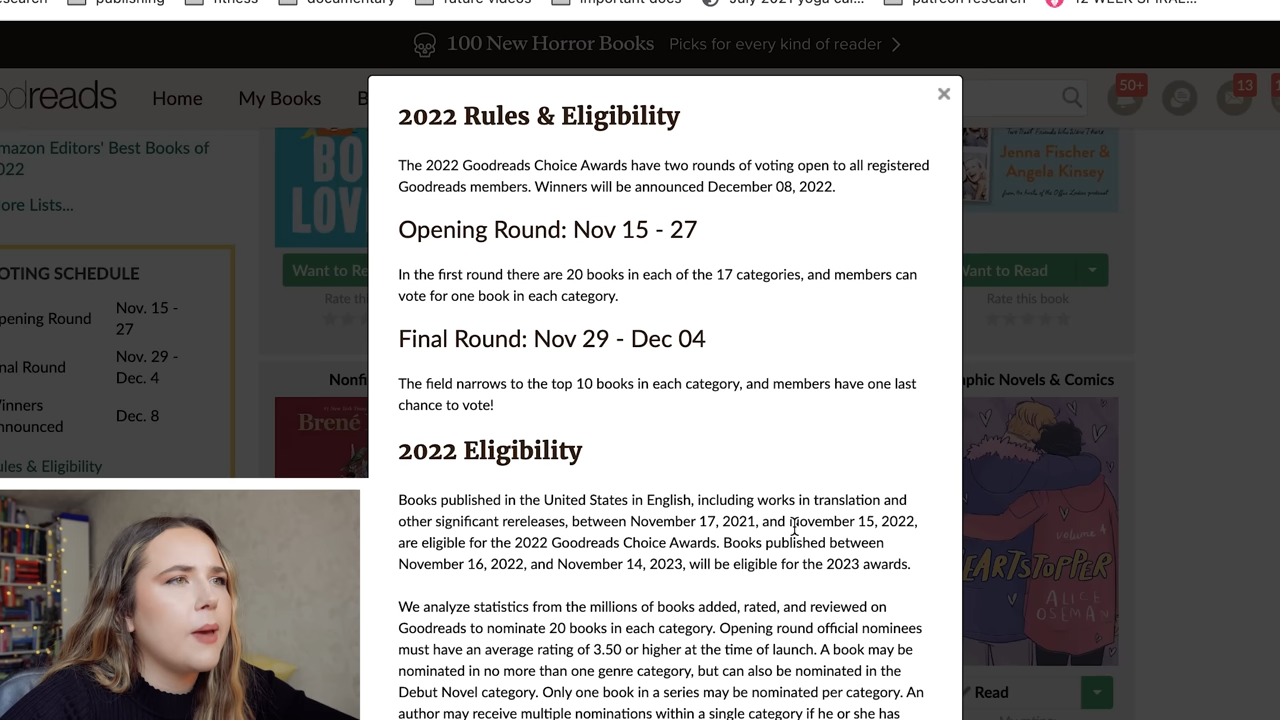 research publishing fitness documentary future videos important docs July 2021 yoga cal... patreon research 12 WEEK SPIRAL...
100 New Horror Books Picks for every kind of reader
odreads Home My Books B 50+ 13
mazon Editors' Best Books of
022
ore Lists...
OTING SCHEDULE
pening Round Nov. 15 -
27
nal Round Nov. 29 -
Dec. 4
inners
nnounced Dec. 8
ules & Eligibility
BO
LOV
Want to Re
Rate th
Nonf
Brené
2022 Rules & Eligibility
The 2022 Goodreads Choice Awards have two rounds of voting open to all registered
Goodreads members. Winners will be announced December 08, 2022.
Opening Round: Nov 15 - 27
In the first round there are 20 books in each of the 17 categories, and members can
vote for one book in each category.
Final Round: Nov 29 - Dec 04
The field narrows to the top 10 books in each category, and members have one last
chance to vote!
2022 Eligibility
Books published in the United States in English, including works in translation and
other significant rereleases, between November 17, 2021, and November 15, 2022,
are eligible for the 2022 Goodreads Choice Awards. Books published between
November 16, 2022, and November 14, 2023, will be eligible for the 2023 awards.
We analyze statistics from the millions of books added, rated, and reviewed on
Goodreads to nominate 20 books in each category. Opening round official nominees
must have an average rating of 3.50 or higher at the time of launch. A book may be
nominated in no more than one genre category, but can also be nominated in the
Debut Novel category. Only one book in a series may be nominated per category. An
author may receive multiple nominations within a single category if he or she has
Jenna Fischer &
Angela Kinsey
Want to Read
Rate this book
aphic Novels & Comics
volume 4
EARTSTOPPER
ALICE
OSEMAN
Read